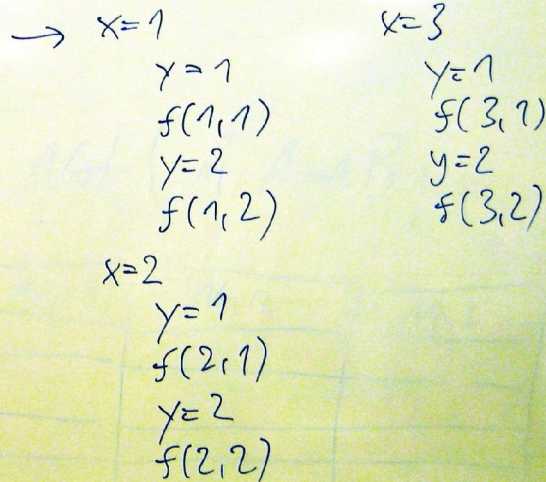 → x=1
y=1
f(1,1)
y=2
f(1,2)
x=2
y=1
f(2,1)
y=2
f(2,2)
x=3
y=1
f(3,1)
y=2
f(3,2)